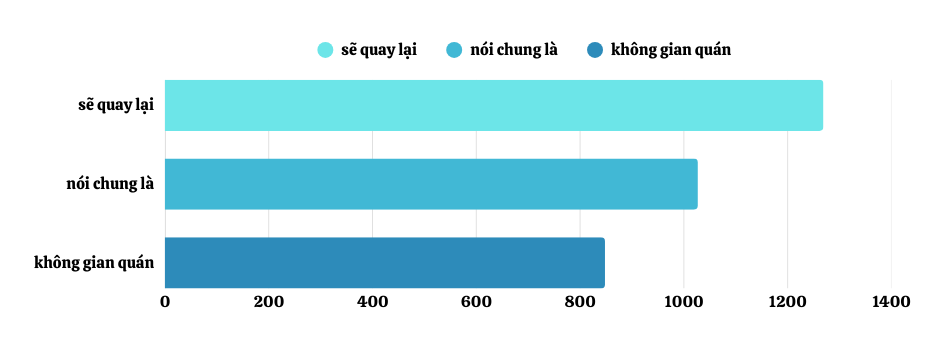 sẽ quay lại nói chung là không gian quán
sẽ quay lại
nói chung là
không gian quán
0 200 400 600 800 1000 1200 1400